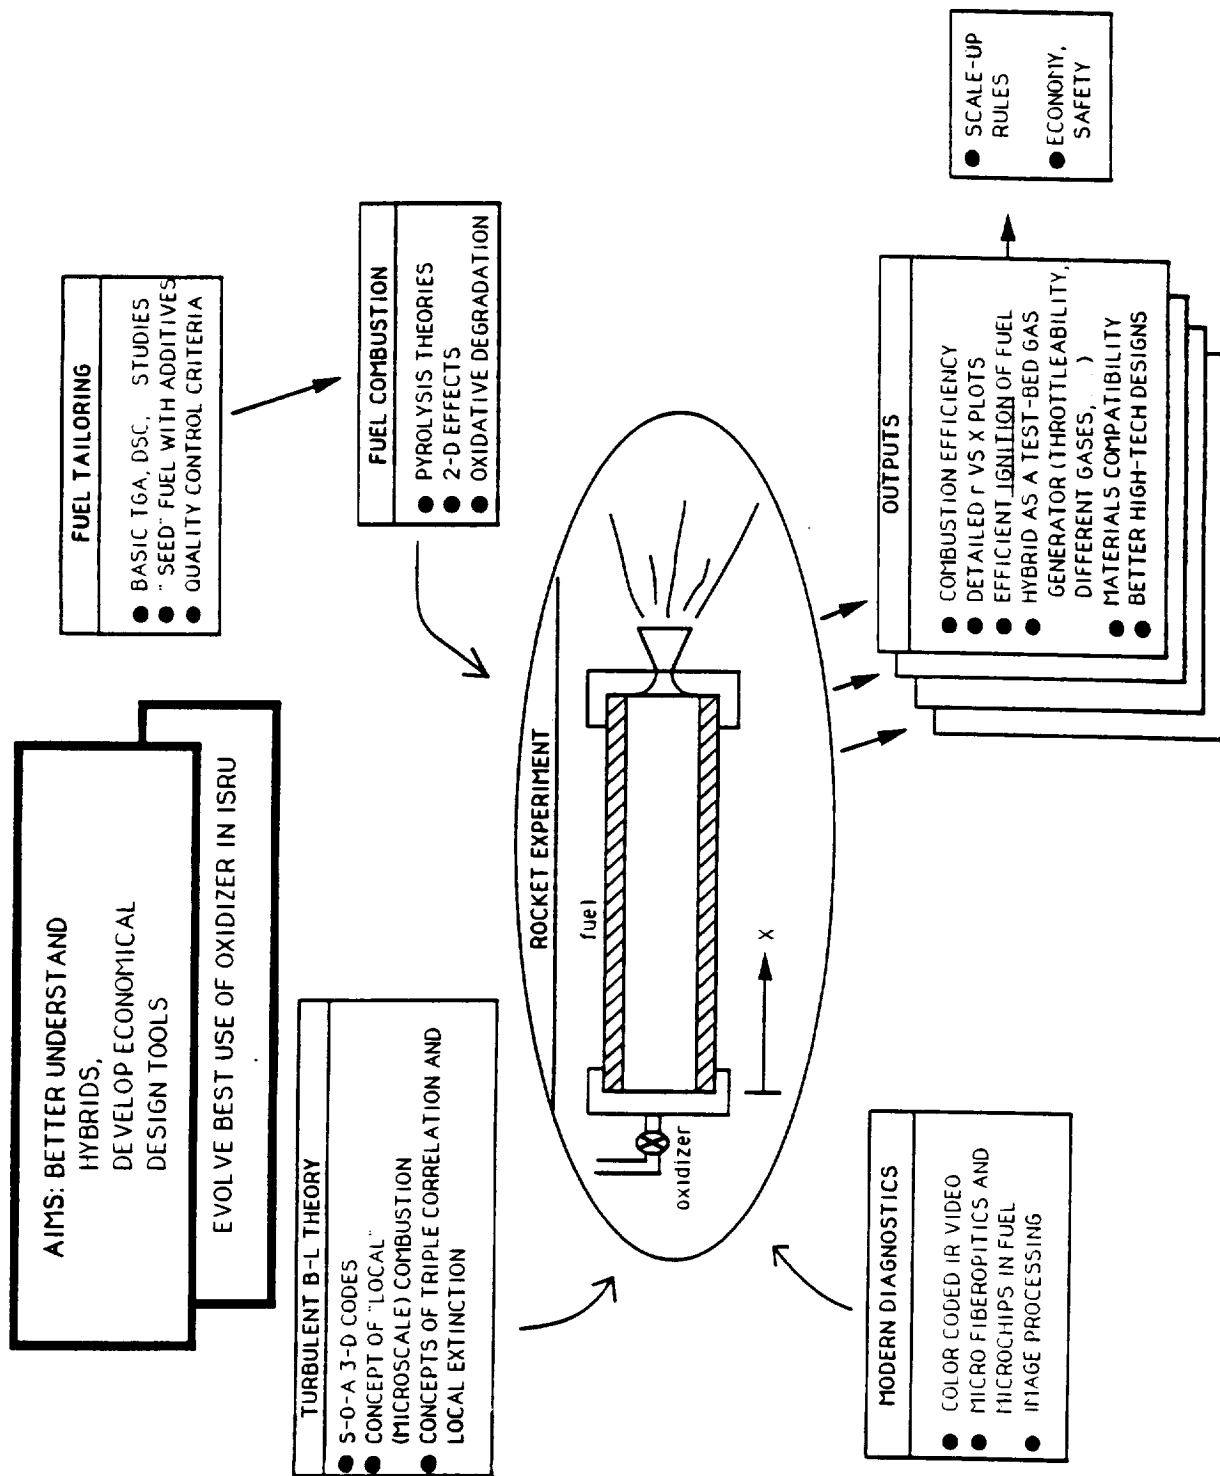 AIMS: BETTER UNDERSTAND
HYBRIDS,
DEVELOP ECONOMICAL
DESIGN TOOLS
EVOLVE BEST USE OF OXIDIZER IN ISRU
FUEL TAILORING
● BASIC TGA, DSC, STUDIES
● "SEED" FUEL WITH ADDITIVES
● QUALITY CONTROL CRITERIA
TURBULENT B-L THEORY
● S-O-A 3-D CODES
● CONCEPT OF "LOCAL"
(MICROSCALE) COMBUSTION
● CONCEPTS OF TRIPLE CORRELATION AND
LOCAL EXTINCTION
FUEL COMBUSTION
● PYROLYSIS THEORIES
● 2-D EFFECTS
● OXIDATIVE DEGRADATION
ROCKET EXPERIMENT
fuel
oxidizer
X
MODERN DIAGNOSTICS
● COLOR CODED IR VIDEO
● MICRO FIBEROPITICS AND
MICROCHIPS IN FUEL
● IMAGE PROCESSING
OUTPUTS
● COMBUSTION EFFICIENCY
● DETAILED r VS X PLOTS
● EFFICIENT IGNITION OF FUEL
● HYBRID AS A TEST-BED GAS
GENERATOR (THROTTLEABILITY,
DIFFERENT GASES, ...)
● MATERIALS COMPATIBILITY
● BETTER HIGH-TECH DESIGNS
● SCALE-UP
RULES
● ECONOMY,
SAFETY